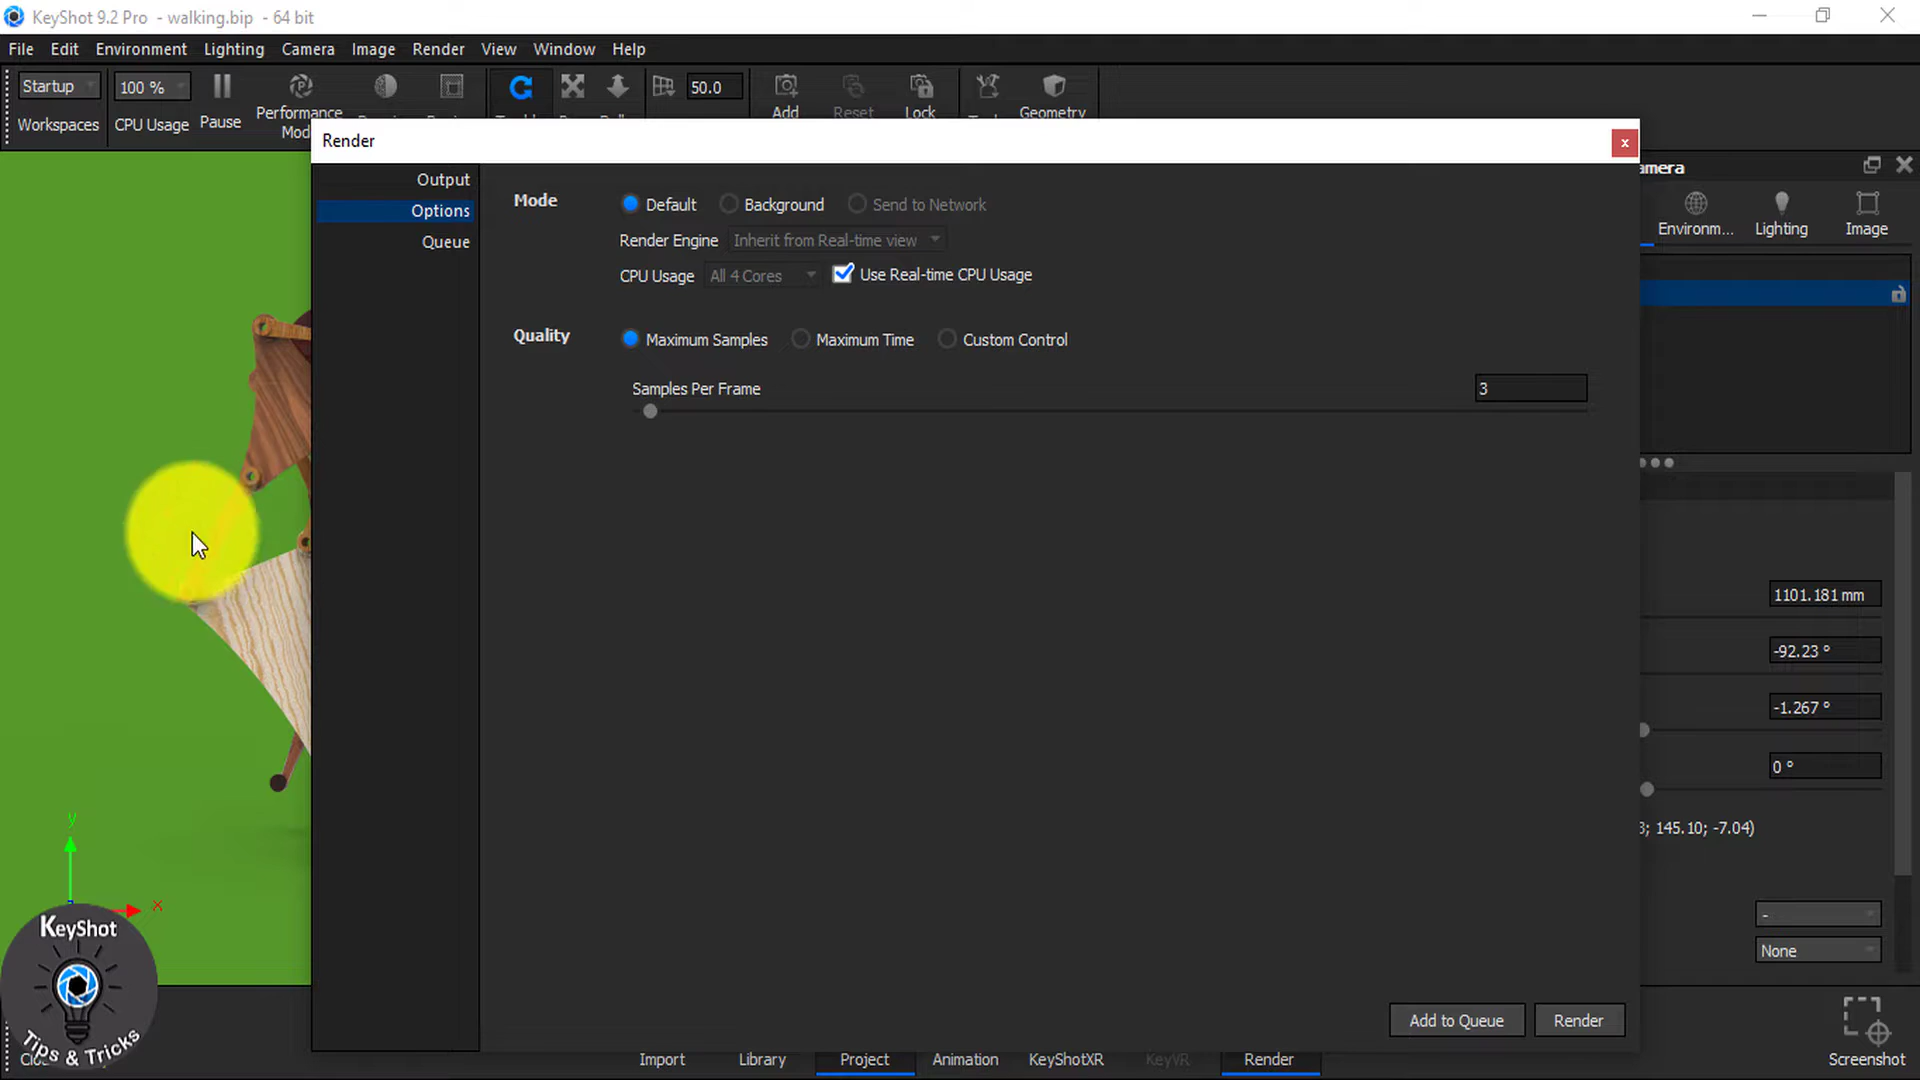 KeyShot 9.2 Pro - walking.bip - 64 bit
File Edit Environment Lighting Camera Image Render View Window Help
Startup 100 % 50.0
Workspaces CPU Usage Pause Performance Add Reset Lock Geometry
Render x
Output
Options
Queue
Mode Default Background Send to Network
Render Engine Inherit from Real-time view
CPU Usage All 4 Cores Use Real-time CPU Usage
Quality Maximum Samples Maximum Time Custom Control
Samples Per Frame 3
Environm... Lighting Image
1101.181 mm
-92.23 °
-1.267 °
0 °
145.10; -7.04)
-
None
y
x
KeyShot
Tips & Tricks
Add to Queue Render
Import Library Project Animation KeyShotXR KeyVR Render
Screenshot